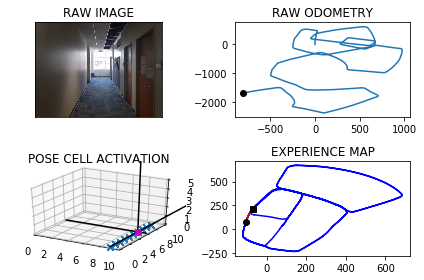 RAW IMAGE
RAW ODOMETRY
0
−1000
−2000
−500 0 500 1000
POSE CELL ACTIVATION
5
4
3
2
1
0
0 2 4 6 8 10
0 2 4 6 8 10
EXPERIENCE MAP
500
250
0
−250
0 200 400 600